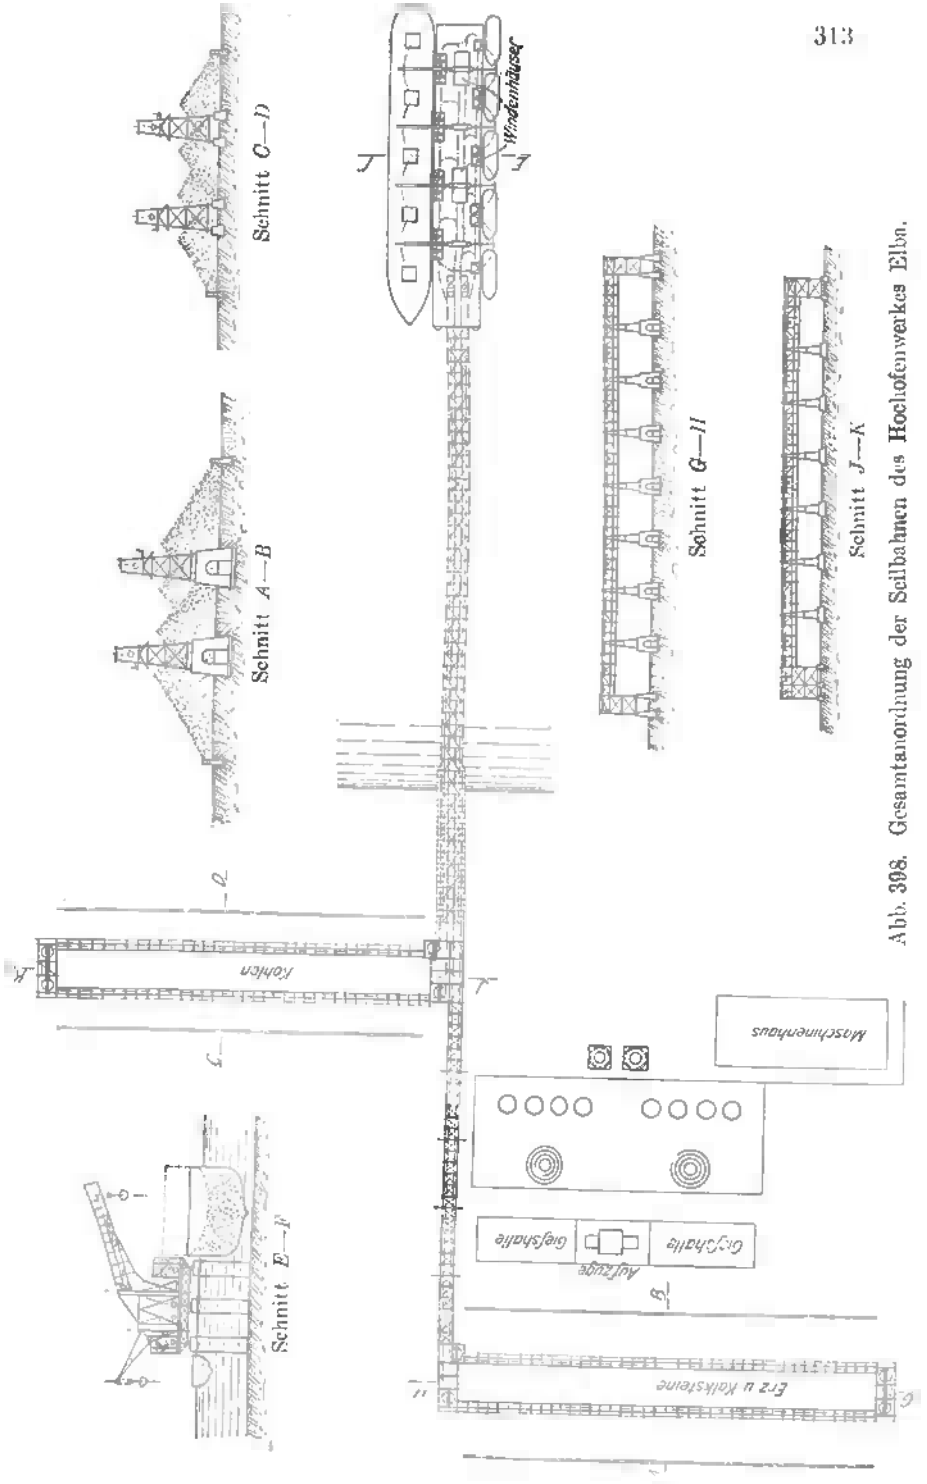 313
Schnitt C—D
Windenhäuser
J
F
Schnitt A—B
Schnitt G—H
Schnitt J—K
D
K
Kohlen
J
C
Maschinenhaus
Schnitt E—F
Gießhalle
Aufzüge
Gießhalle
B
H
Erz u Kalksteine
G
Abb. 398. Gesamtanordnung der Seilbahnen des Hochofenwerkes Elba.